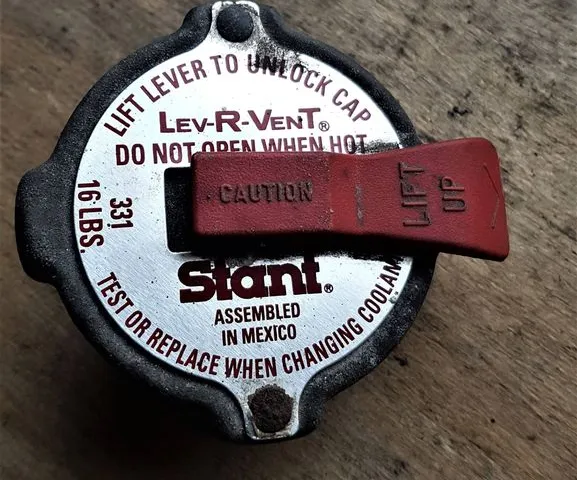 LIFT LEVER TO UNLOCK CAP
LEV-R-VENT®
DO NOT OPEN WHEN HOT
CAUTION
LIFT
UP
331
16 LBS.
Stant®
ASSEMBLED
IN MEXICO
TEST OR REPLACE WHEN CHANGING COOLANT